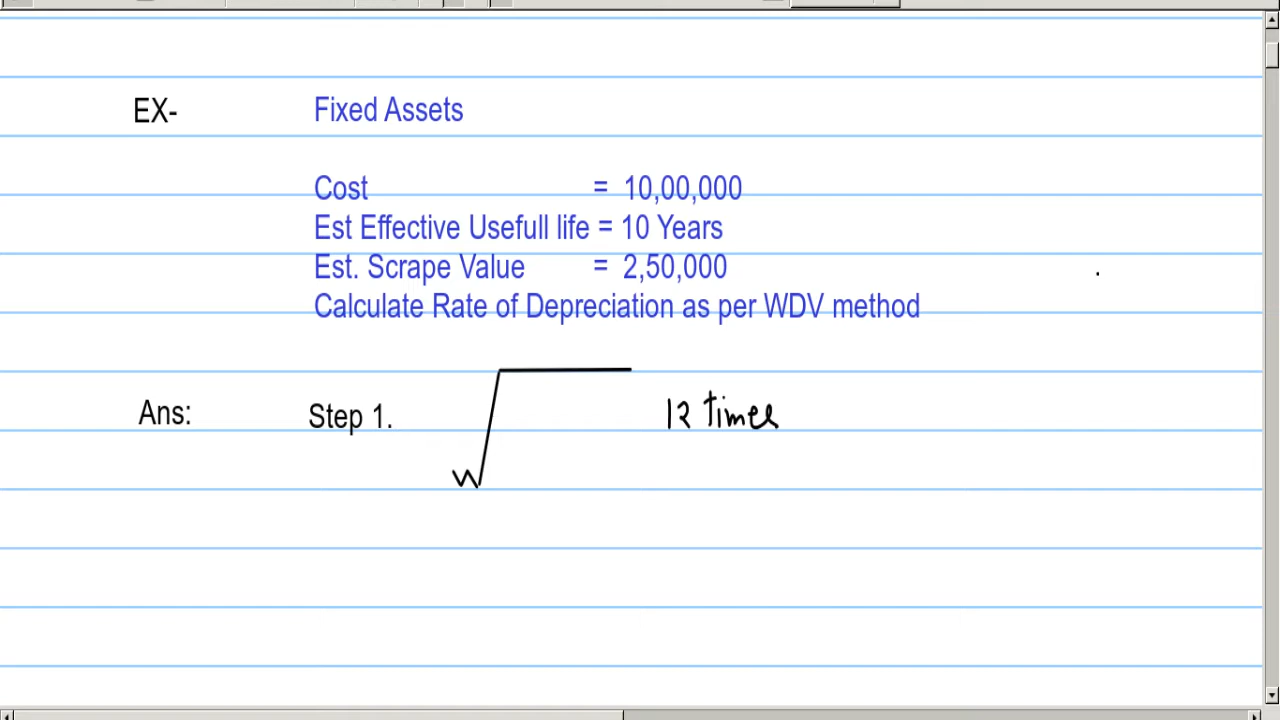 EX- Fixed Assets
Cost = 10,00,000
Est Effective Usefull life = 10 Years
Est. Scrape Value = 2,50,000
Calculate Rate of Depreciation as per WDV method
Ans: Step 1. √ 12 times